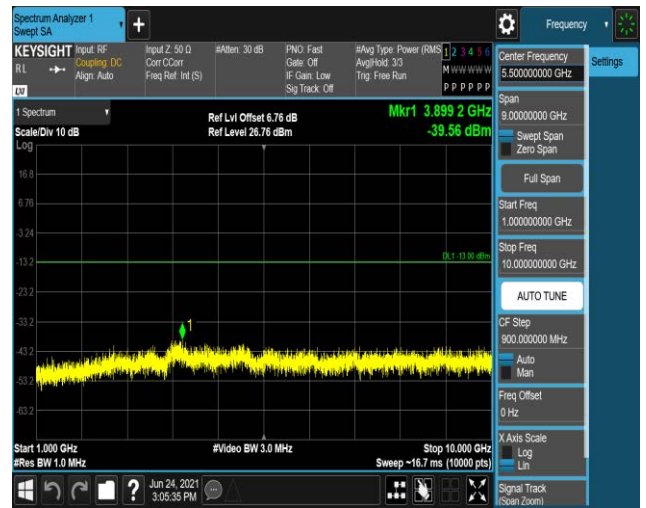 Spectrum Analyzer 1
Swept SA
+
Frequency
KEYSIGHT
RL
LXI
Input: RF
Coupling: DC
Align: Auto
Input Z: 50 Ω
Corr CCorr
Freq Ref: Int (S)
#Atten: 30 dB
PNO: Fast
Gate: Off
IF Gain: Low
Sig Track: Off
#Avg Type: Power (RMS
Avg|Hold: 3/3
Trig: Free Run
1 2 3 4 5 6
M W W W W W
P P P P P P
1 Spectrum
Scale/Div 10 dB
Log
Ref Lvl Offset 6.76 dB
Ref Level 26.76 dBm
Mkr1 3.899 2 GHz
-39.56 dBm
16.8
6.76
-3.24
-13.2
-23.2
-33.2
-43.2
-53.2
-63.2
DL1 -13.00 dBm
1
Start 1.000 GHz
#Res BW 1.0 MHz
#Video BW 3.0 MHz
Stop 10.000 GHz
Sweep ~16.7 ms (10000 pts)
?
Jun 24, 2021
3:05:35 PM
Center Frequency
5.500000000 GHz
Span
9.00000000 GHz
Swept Span
Zero Span
Full Span
Start Freq
1.000000000 GHz
Stop Freq
10.000000000 GHz
AUTO TUNE
CF Step
900.000000 MHz
Auto
Man
Freq Offset
0 Hz
X Axis Scale
Log
Lin
Signal Track
(Span Zoom)
Settings